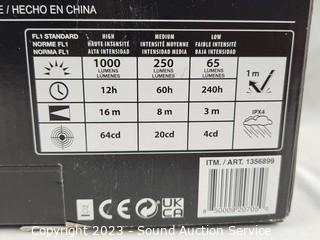 E / HECHO EN CHINA
FL1 STANDARD HIGH MEDIUM LOW
NORME FL1 HAUTE INTENSITÉ INTENSITÉ MOYENNE FAIBLE INTENSITÉ
NORMA FL1 ALTA INTENSIDAD INTENSIDAD MEDIA BAJA INTENSIDAD
1000 250 65
LUMENS LUMENS LUMENS
LÚMENES LÚMENES LÚMENES
1 m
12h 60h 240h
16 m 8 m 3 m
IPX4
64cd 20cd 4cd
ITM. / ART. 1356899
UK
CA
Copyright 2023 - Sound Auction Service